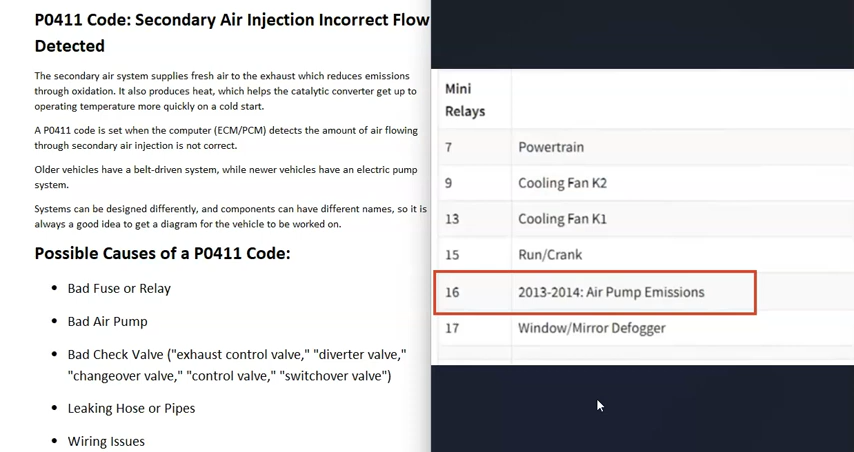 P0411 Code: Secondary Air Injection Incorrect Flow
Detected
The secondary air system supplies fresh air to the exhaust which reduces emissions
through oxidation. It also produces heat, which helps the catalytic converter get up to
operating temperature more quickly on a cold start.
A P0411 code is set when the computer (ECM/PCM) detects the amount of air flowing
through secondary air injection is not correct.
Older vehicles have a belt-driven system, while newer vehicles have an electric pump
system.
Systems can be designed differently, and components can have different names, so it is
always a good idea to get a diagram for the vehicle to be worked on.
Possible Causes of a P0411 Code:
• Bad Fuse or Relay
• Bad Air Pump
• Bad Check Valve ("exhaust control valve," "diverter valve,"
"changeover valve," "control valve," "switchover valve")
• Leaking Hose or Pipes
• Wiring Issues
Mini
Relays
7 Powertrain
9 Cooling Fan K2
13 Cooling Fan K1
15 Run/Crank
16 2013-2014: Air Pump Emissions
17 Window/Mirror Defogger